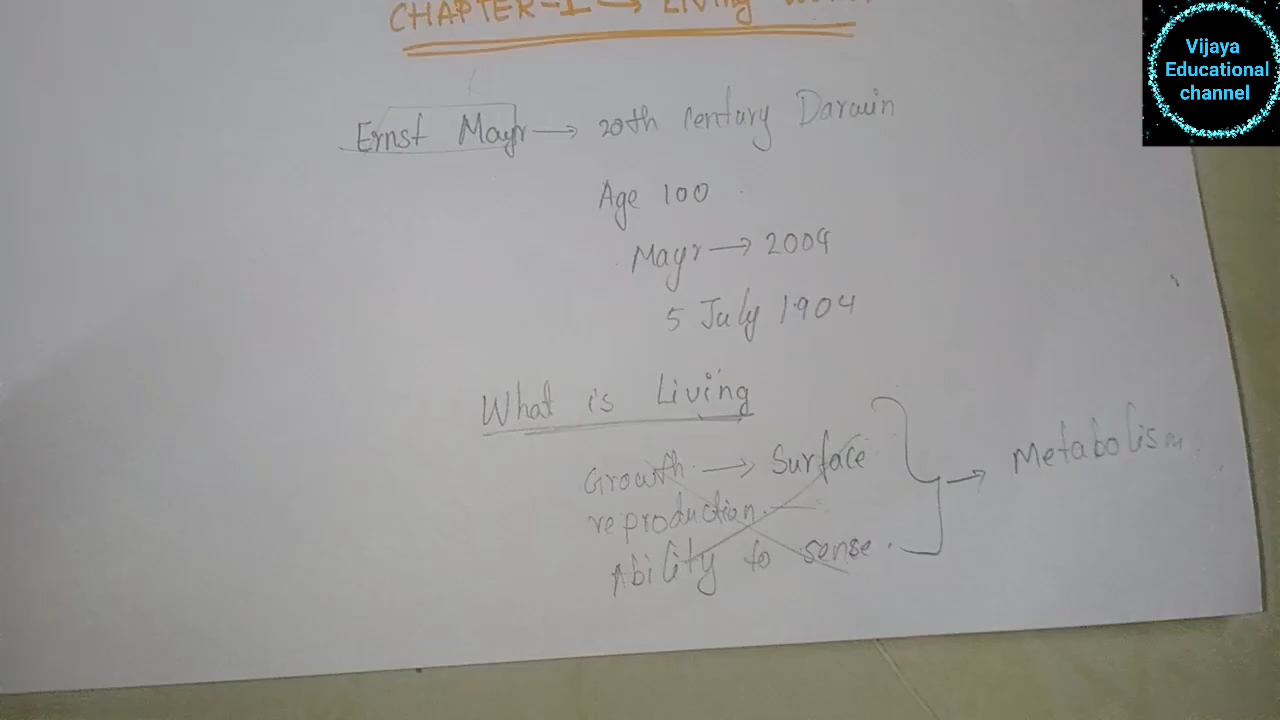 CHAPTER-1 → Living
Ernst Mayr → 20th century Darwin
Age 100
Mayr → 2004
5 July 1904
What is Living
Growth → Surface
reproduction
Ability to sense.
→ Metabolism
Vijaya
Educational
channel